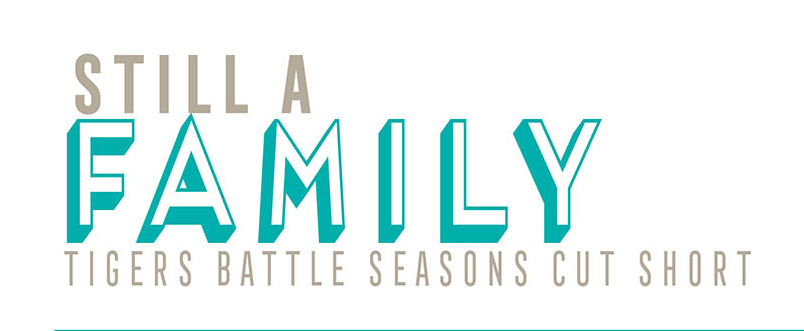 STILL A
FAMILY
TIGERS BATTLE SEASONS CUT SHORT